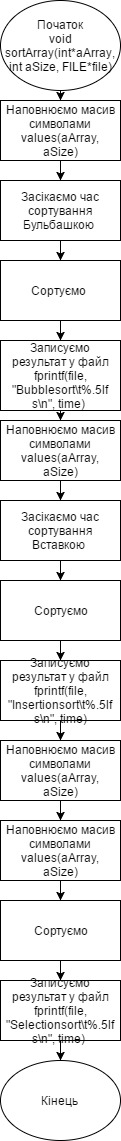 Початок
void
sortArray(int*aArray,
int aSize, FILE*file)
Наповнюємо масив
символами
values(aArray,
aSize)
Засікаємо час
сортування
Бульбашкою
Сортуємо
Записуємо
результат у файл
fprintf(file,
"Bubblesort\t%.5lf
s\n", time)
Наповнюємо масив
символами
values(aArray,
aSize)
Засікаємо час
сортування
Вставкою
Сортуємо
Записуємо
результат у файл
fprintf(file,
"Insertionsort\t%.5lf
s\n", time)
Наповнюємо масив
символами
values(aArray,
aSize)
Наповнюємо масив
символами
values(aArray,
aSize)
Сортуємо
Записуємо
результат у файл
fprintf(file,
"Selectionsort\t%.5lf
s\n", time)
Кінець